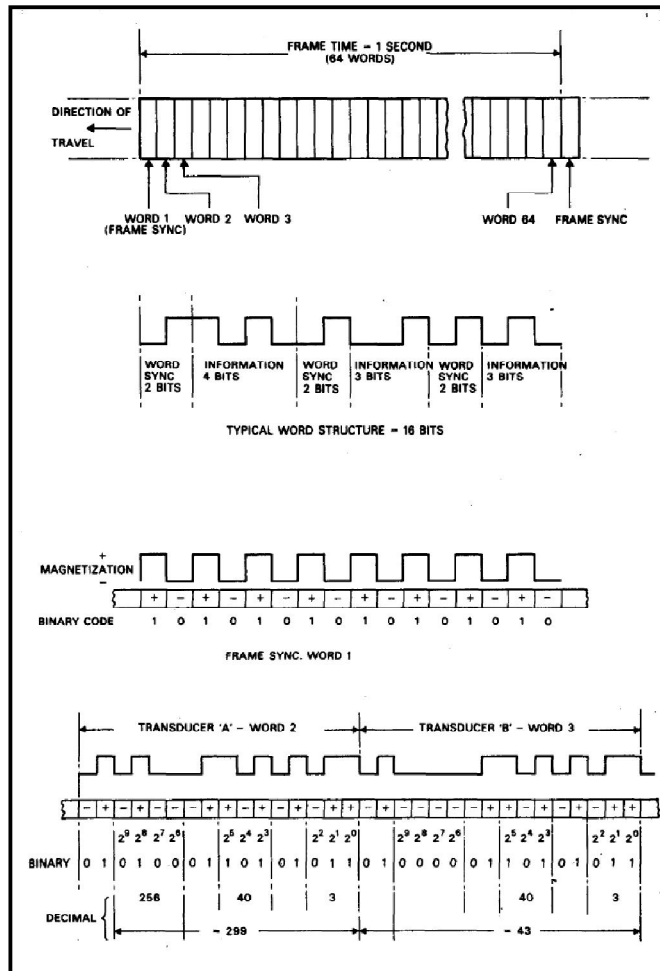 FRAME TIME = 1 SECOND
(64 WORDS)
DIRECTION OF
TRAVEL
WORD 1 WORD 2 WORD 3 WORD 64 FRAME SYNC
(FRAME SYNC)
WORD SYNC 2 BITS
INFORMATION 4 BITS
WORD SYNC 2 BITS
INFORMATION 3 BITS
WORD SYNC 2 BITS
INFORMATION 3 BITS
TYPICAL WORD STRUCTURE = 16 BITS
MAGNETIZATION + −
+ − + − + − + − + − + − + − + −
BINARY CODE 1 0 1 0 1 0 1 0 1 0 1 0 1 0 1 0
FRAME SYNC. WORD 1
TRANSDUCER 'A' - WORD 2 TRANSDUCER 'B' - WORD 3
− + − + − − − + + − + − + − + + − + − − − − − + + − + − + − + +
2⁹ 2⁸ 2⁷ 2⁶ 2⁵ 2⁴ 2³ 2² 2¹ 2⁰ 2⁹ 2⁸ 2⁷ 2⁶ 2⁵ 2⁴ 2³ 2² 2¹ 2⁰
BINARY 0 1 0 1 0 0 0 1 1 0 1 0 1 0 1 1 0 1 0 0 0 0 0 1 1 0 1 0 1 0 1 1
256 40 3 40 3
DECIMAL
- 299 - 43